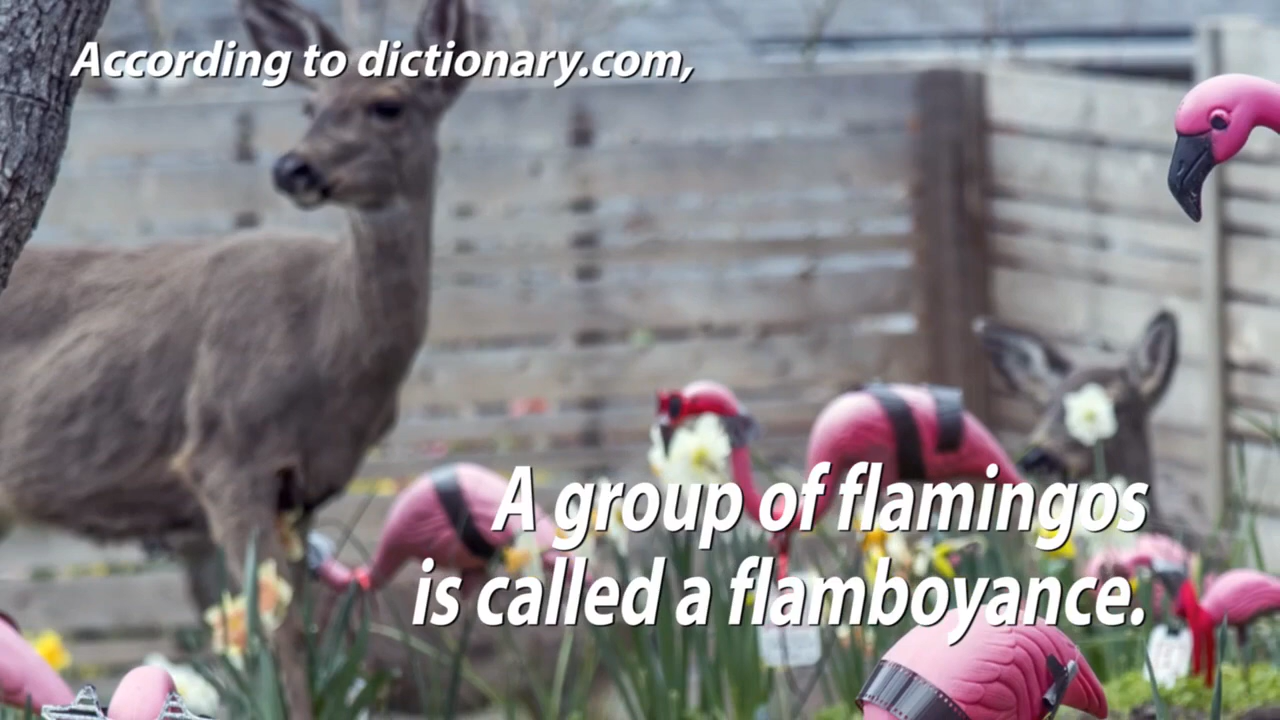 According to dictionary.com,
A group of flamingos
is called a flamboyance.